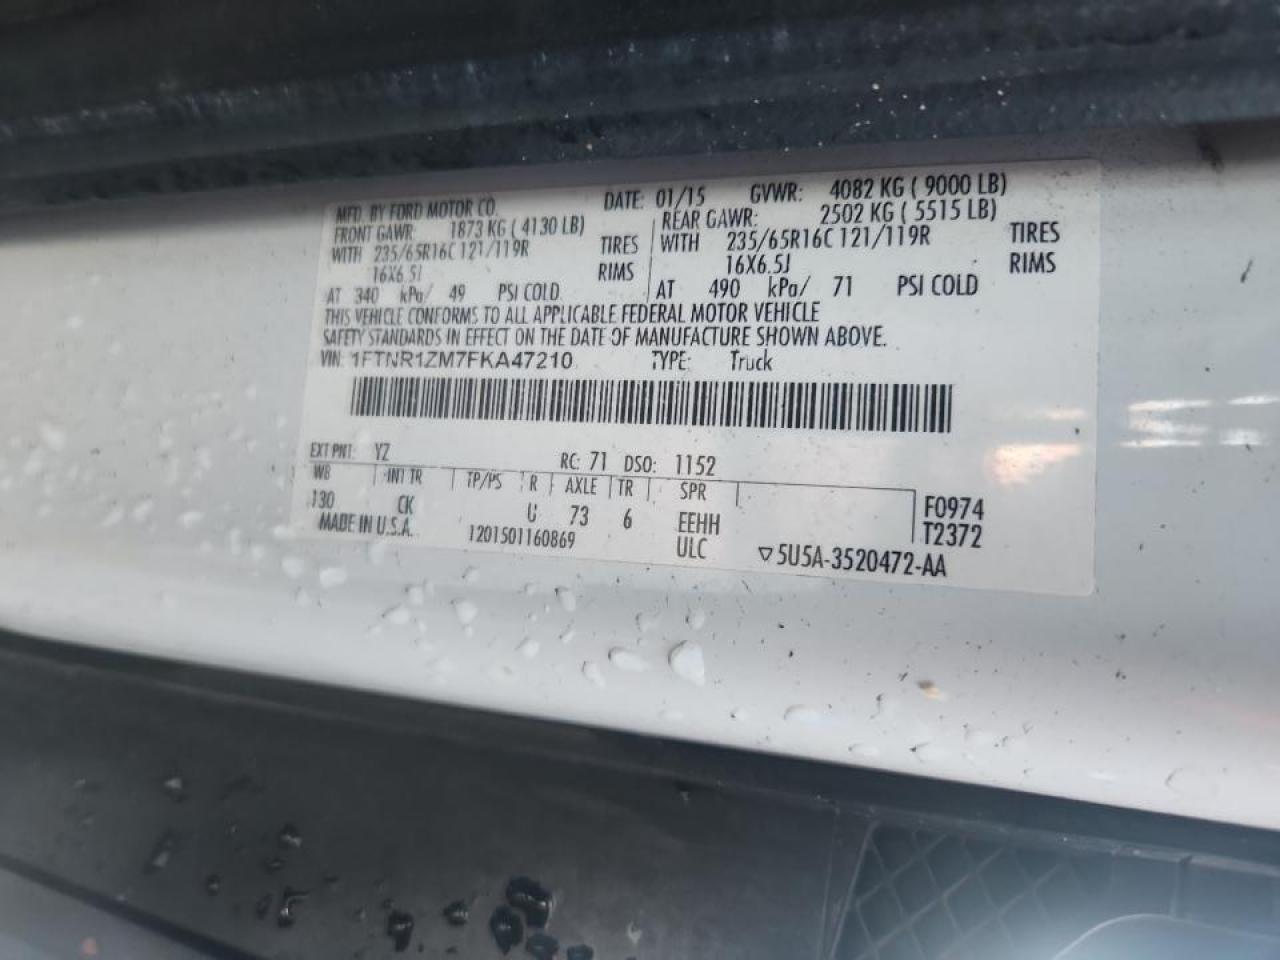 MFD. BY FORD MOTOR CO. DATE: 01/15 GVWR: 4082 KG ( 9000 LB)
FRONT GAWR: 1873 KG ( 4130 LB) REAR GAWR: 2502 KG ( 5515 LB)
WITH 235/65R16C 121/119R TIRES WITH 235/65R16C 121/119R TIRES
16X6.5J RIMS 16X6.5J RIMS
AT 340 kPa/ 49 PSI COLD AT 490 kPa/ 71 PSI COLD
THIS VEHICLE CONFORMS TO ALL APPLICABLE FEDERAL MOTOR VEHICLE
SAFETY STANDARDS IN EFFECT ON THE DATE OF MANUFACTURE SHOWN ABOVE.
VIN: 1FTNR1ZM7FKA47210 TYPE: Truck
EXT PNT: YZ RC: 71 DSO: 1152
WB INT TR TP/PS R AXLE TR SPR F0974
130 CK 73 6 EEHH T2372
MADE IN U.S.A. 1201501160869 ULC ▽5U5A-3520472-AA